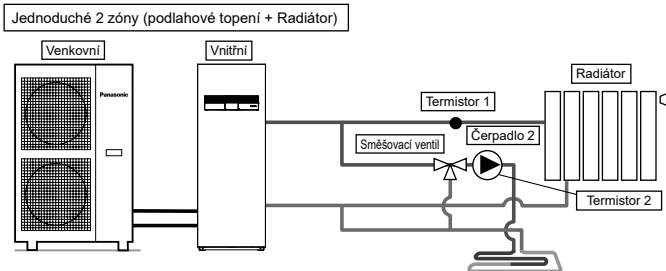 Jednoduché 2 zóny (podlahové topení + Radiátor)
Venkovní
Vnitřní
Radiátor
Panasonic
Termistor 1
Směšovací ventil
Čerpadlo 2
Termistor 2